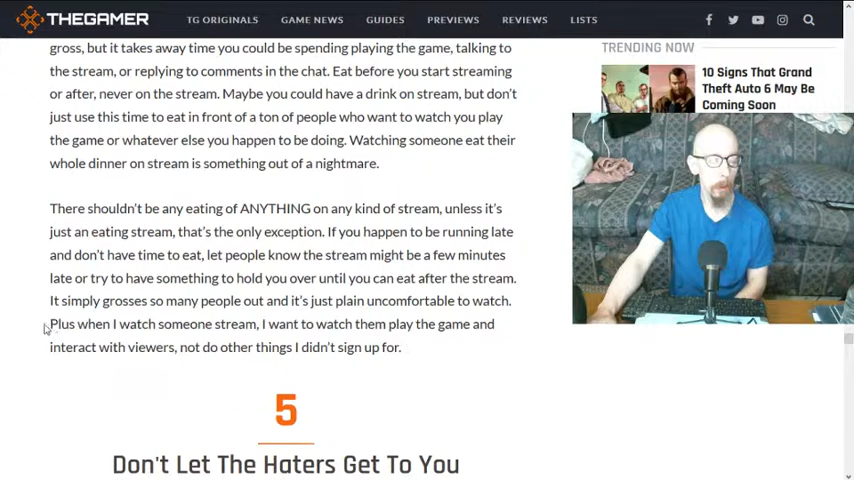 THEGAMER
TG ORIGINALS
GAME NEWS
GUIDES
PREVIEWS
REVIEWS
LISTS
gross, but it takes away time you could be spending playing the game, talking to
the stream, or replying to comments in the chat. Eat before you start streaming
or after, never on the stream. Maybe you could have a drink on stream, but don't
just use this time to eat in front of a ton of people who want to watch you play
the game or whatever else you happen to be doing. Watching someone eat their
whole dinner on stream is something out of a nightmare.
There shouldn't be any eating of ANYTHING on any kind of stream, unless it's
just an eating stream, that's the only exception. If you happen to be running late
and don't have time to eat, let people know the stream might be a few minutes
late or try to have something to hold you over until you can eat after the stream.
It simply grosses so many people out and it's just plain uncomfortable to watch.
Plus when I watch someone stream, I want to watch them play the game and
interact with viewers, not do other things I didn't sign up for.
5
Don't Let The Haters Get To You
TRENDING NOW
10 Signs That Grand
Theft Auto 6 May Be
Coming Soon